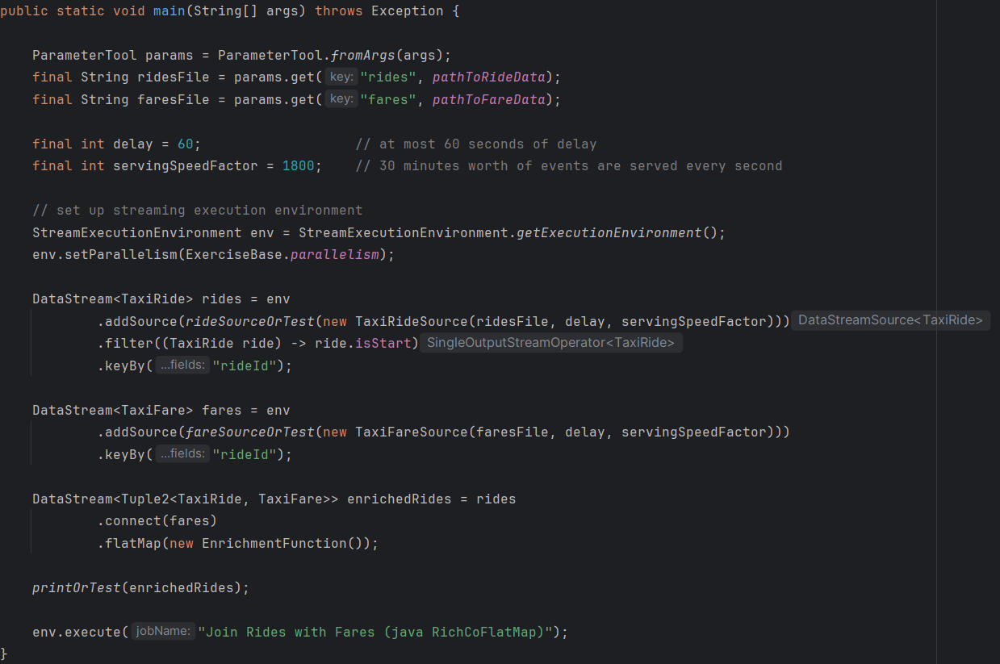 public static void main(String[] args) throws Exception {
ParameterTool params = ParameterTool.fromArgs(args);
final String ridesFile = params.get( key: "rides", pathToRideData);
final String faresFile = params.get( key: "fares", pathToFareData);
final int delay = 60; // at most 60 seconds of delay
final int servingSpeedFactor = 1800; // 30 minutes worth of events are served every second
// set up streaming execution environment
StreamExecutionEnvironment env = StreamExecutionEnvironment.getExecutionEnvironment();
env.setParallelism(ExerciseBase.parallelism);
DataStream<TaxiRide> rides = env
.addSource(rideSourceOrTest(new TaxiRideSource(ridesFile, delay, servingSpeedFactor))) DataStreamSource<TaxiRide>
.filter((TaxiRide ride) -> ride.isStart) SingleOutputStreamOperator<TaxiRide>
.keyBy( ...fields: "rideId");
DataStream<TaxiFare> fares = env
.addSource(fareSourceOrTest(new TaxiFareSource(faresFile, delay, servingSpeedFactor)))
.keyBy( ...fields: "rideId");
DataStream<Tuple2<TaxiRide, TaxiFare>> enrichedRides = rides
.connect(fares)
.flatMap(new EnrichmentFunction());
printOrTest(enrichedRides);
env.execute( jobName: "Join Rides with Fares (java RichCoFlatMap)");
}